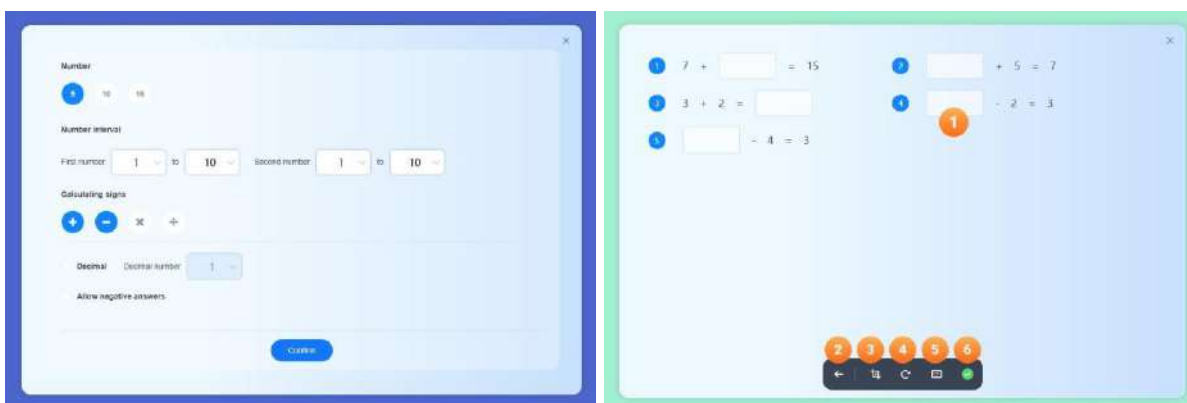 Number
5 10 15
Number interval
First number 1 to 10 Second number 1 to 10
Calculating signs
+ − × ÷
Decimal Decimal number 1
Allow negative answers
Confirm
1 7 + = 15
2 + 5 = 7
3 3 + 2 =
4 - 2 = 3
1
5 - 4 = 3
2 3 4 5 6